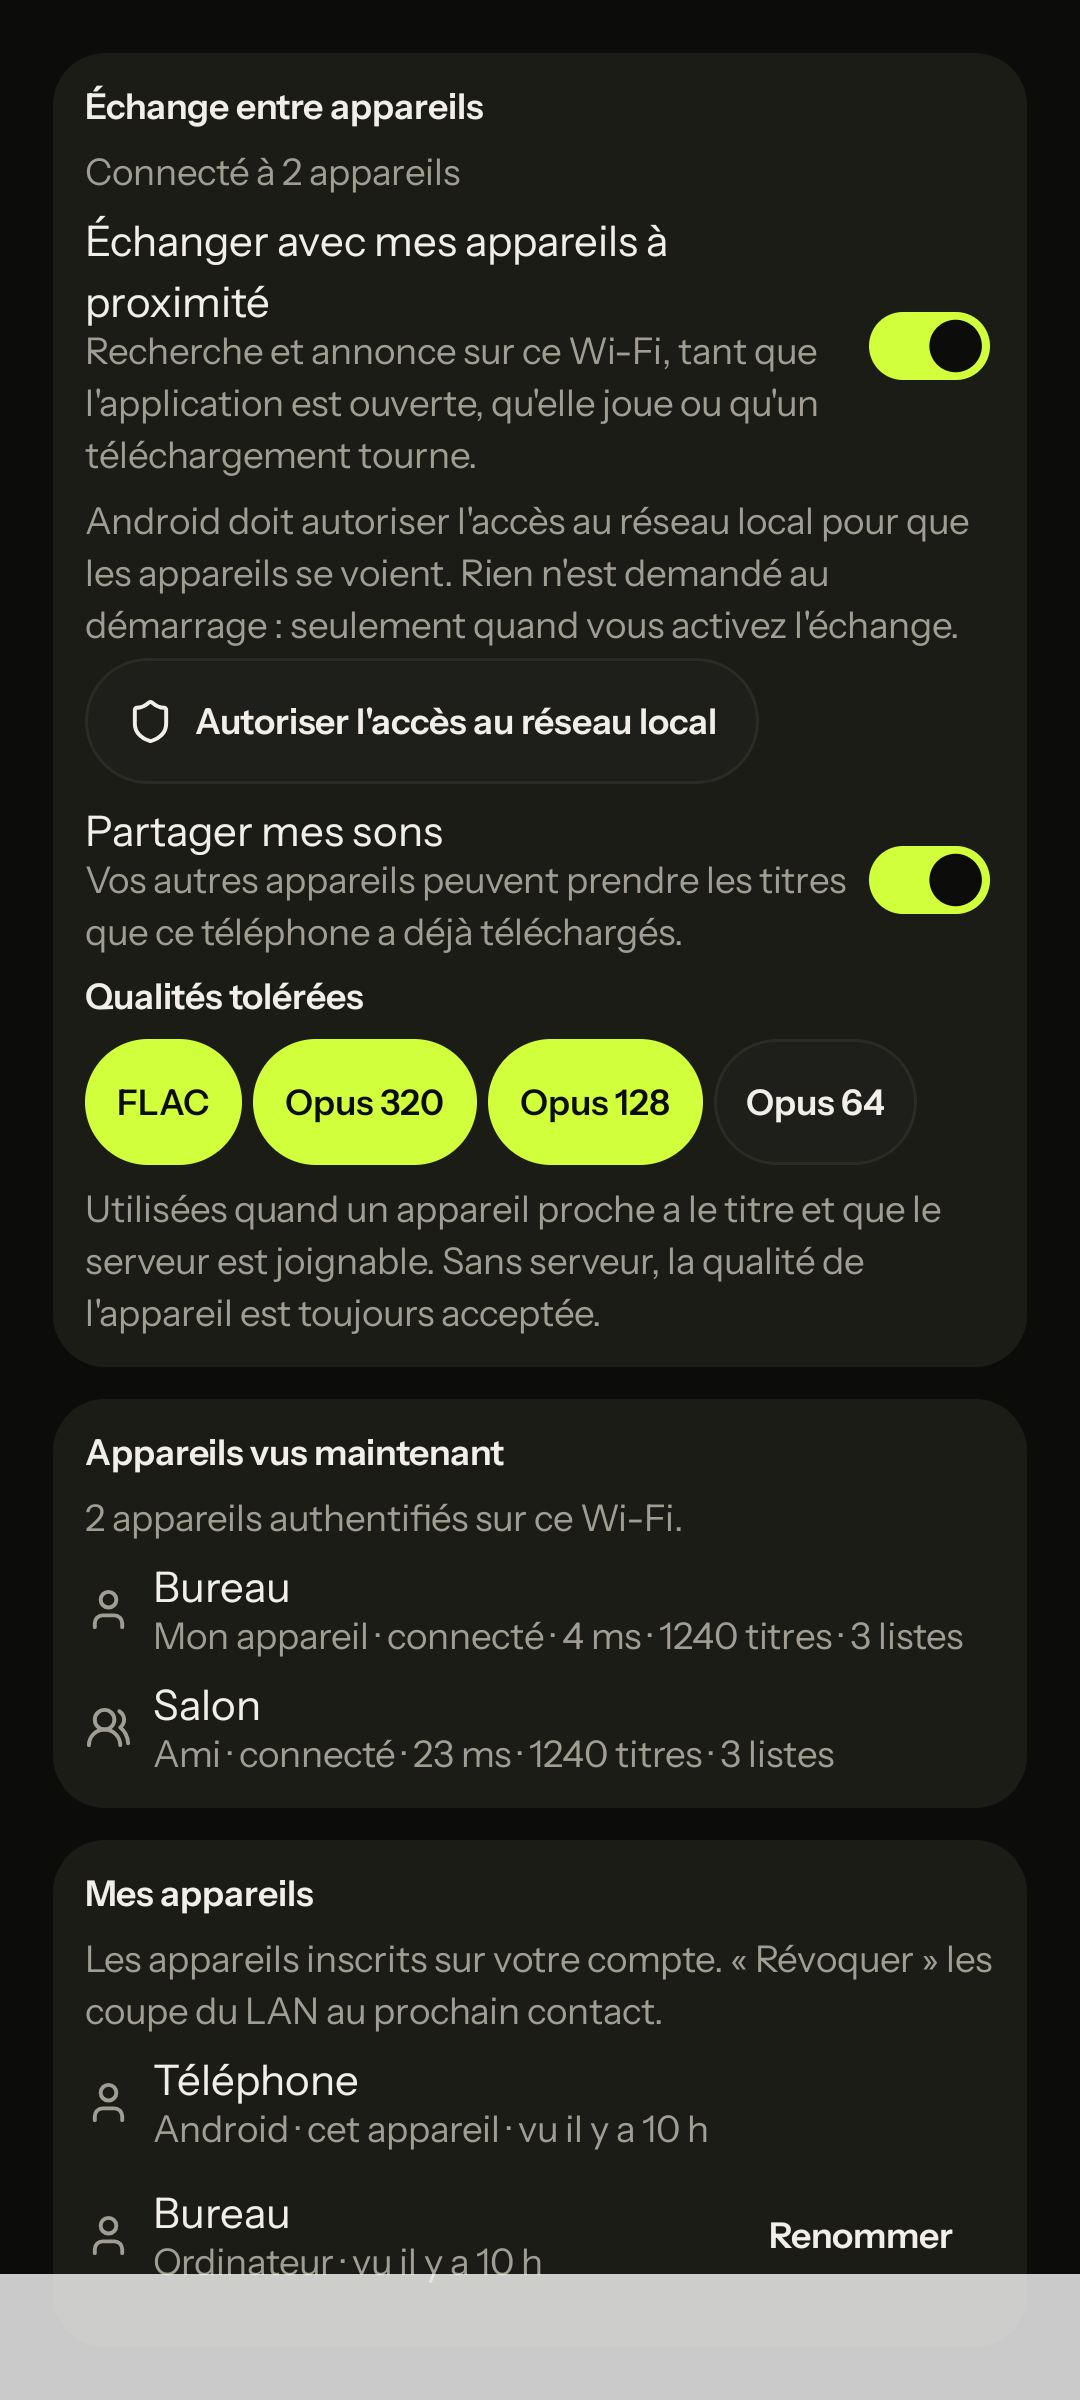 Échange entre appareils
Connecté à 2 appareils
Échanger avec mes appareils à
proximité
Recherche et annonce sur ce Wi-Fi, tant que
l'application est ouverte, qu'elle joue ou qu'un
téléchargement tourne.
Android doit autoriser l'accès au réseau local pour que
les appareils se voient. Rien n'est demandé au
démarrage : seulement quand vous activez l'échange.
Autoriser l'accès au réseau local
Partager mes sons
Vos autres appareils peuvent prendre les titres
que ce téléphone a déjà téléchargés.
Qualités tolérées
FLAC Opus 320 Opus 128 Opus 64
Utilisées quand un appareil proche a le titre et que le
serveur est joignable. Sans serveur, la qualité de
l'appareil est toujours acceptée.
Appareils vus maintenant
2 appareils authentifiés sur ce Wi-Fi.
Bureau
Mon appareil · connecté · 4 ms · 1240 titres · 3 listes
Salon
Ami · connecté · 23 ms · 1240 titres · 3 listes
Mes appareils
Les appareils inscrits sur votre compte. « Révoquer » les
coupe du LAN au prochain contact.
Téléphone
Android · cet appareil · vu il y a 10 h
Bureau
Renommer
Ordinateur · vu il y a 10 h